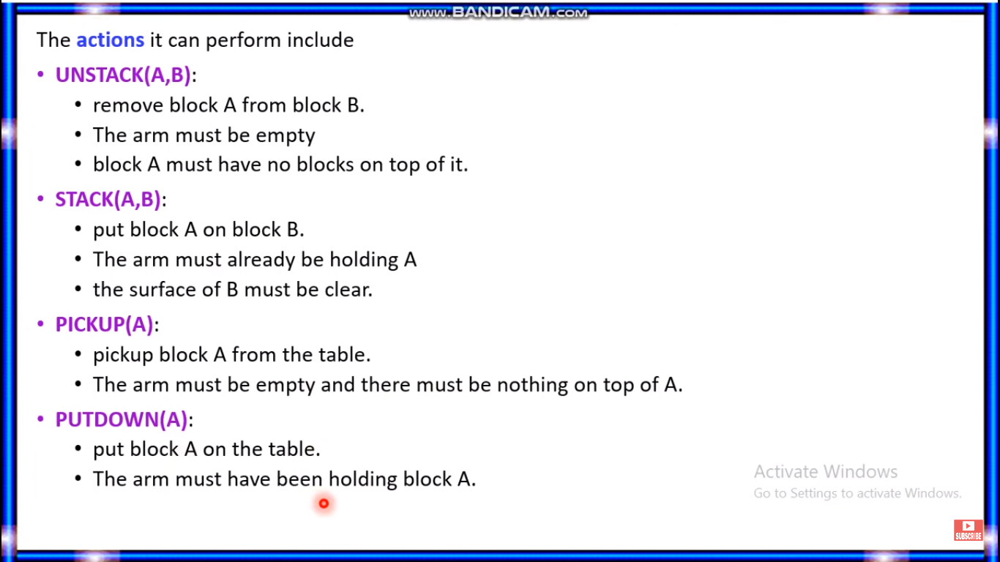 www.BANDICAM.com
The actions it can perform include
• UNSTACK(A,B):
• remove block A from block B.
• The arm must be empty
• block A must have no blocks on top of it.
• STACK(A,B):
• put block A on block B.
• The arm must already be holding A
• the surface of B must be clear.
• PICKUP(A):
• pickup block A from the table.
• The arm must be empty and there must be nothing on top of A.
• PUTDOWN(A):
• put block A on the table.
• The arm must have been holding block A.
Activate Windows
Go to Settings to activate Windows.
SUBSCRIBE